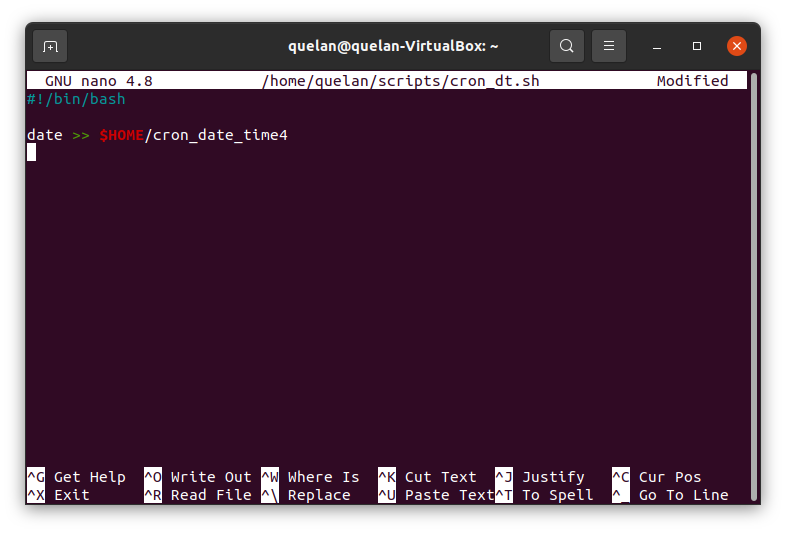 quelan@quelan-VirtualBox: ~
GNU nano 4.8 /home/quelan/scripts/cron_dt.sh Modified
#!/bin/bash
date >> $HOME/cron_date_time4
^G Get Help ^O Write Out ^W Where Is ^K Cut Text ^J Justify ^C Cur Pos
^X Exit ^R Read File ^\ Replace ^U Paste Text ^T To Spell ^_ Go To Line